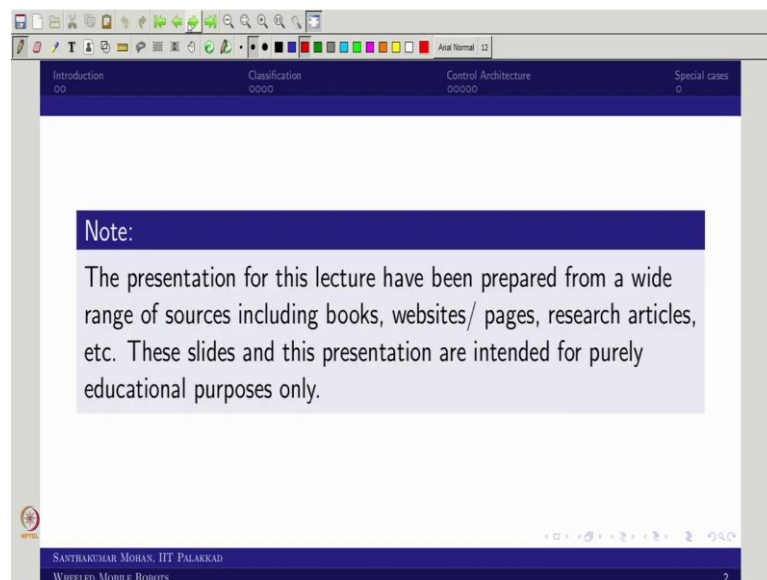 T
Arial Normal 12
Introduction Classification Control Architecture Special cases
Note:
The presentation for this lecture have been prepared from a wide
range of sources including books, websites/ pages, research articles,
etc. These slides and this presentation are intended for purely
educational purposes only.
NPTEL
SANTHAKUMAR MOHAN, IIT PALAKKAD
WHEELED MOBILE ROBOTS 2